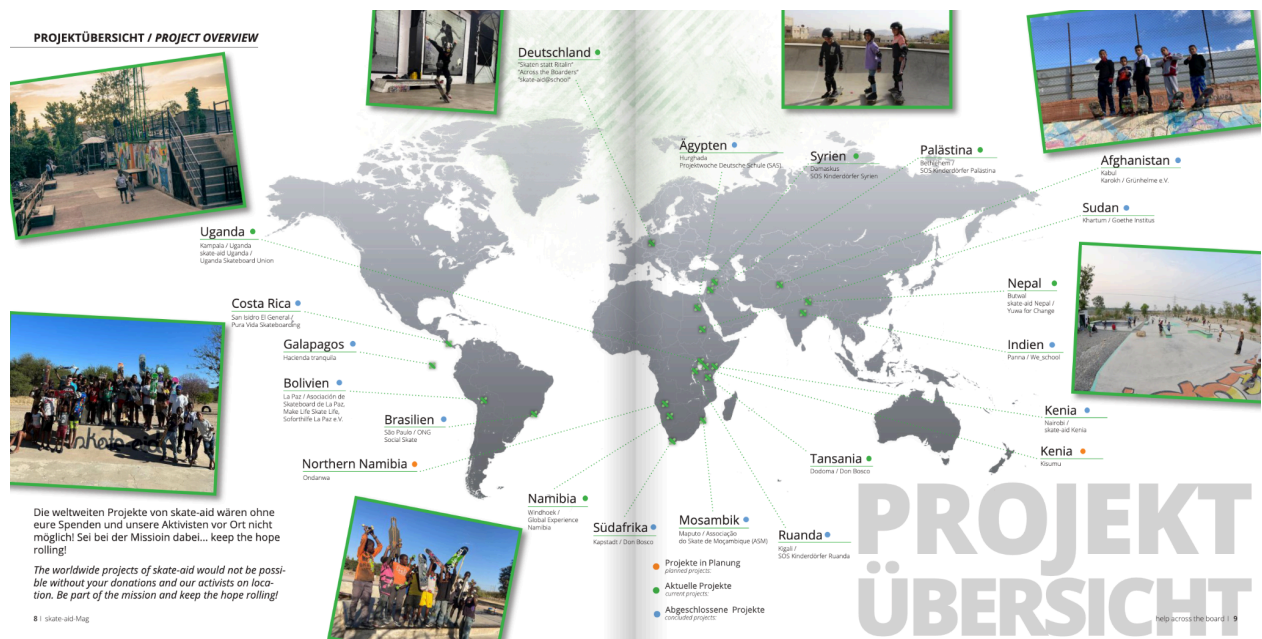 PROJEKTÜBERSICHT / PROJECT OVERVIEW
Deutschland
"Skaten statt Ritalin"
"Across the Boarders"
"skate-aid@school"
Ägypten
Hurghada
Projektwoche Deutsche Schule (SAS)
Syrien
Damaskus
SOS Kinderdörfer Syrien
Palästina
Bethlehem /
SOS Kinderdörfer Palästina
Afghanistan
Kabul
Karokh / Grünhelme e.V.
Sudan
Khartum / Goethe Institus
Uganda
Kampala / Uganda
skate-aid Uganda /
Uganda Skateboard Union
Nepal
Butwal
skate-aid Nepal /
Yuwa for Change
Costa Rica
San Isidro El General /
Pura Vida Skateboarding
Galapagos
Hacienda tranquila
Indien
Panna / We_school
Bolivien
La Paz / Asociación de
Skateboard de La Paz,
Make Life Skate Life,
Soforthilfe La Paz e.V.
Brasilien
São Paulo / ONG
Social Skate
Kenia
Nairobi /
skate-aid Kenia
Kenia
Kisumu
Northern Namibia
Ondarwa
Tansania
Dodoma / Don Bosco
Namibia
Windhoek /
Global Experience
Namibia
Südafrika
Kapstadt / Don Bosco
Mosambik
Maputo / Associação
do Skate de Moçambique (ASM)
Ruanda
Kigali /
SOS Kinderdörfer Ruanda
skate-aid
Die weltweiten Projekte von skate-aid wären ohne
eure Spenden und unsere Aktivisten vor Ort nicht
möglich! Sei bei der Missioin dabei... keep the hope
rolling!
The worldwide projects of skate-aid would not be possi-
ble without your donations and our activists on loca-
tion. Be part of the mission and keep the hope rolling!
Projekte in Planung
planned projects:
Aktuelle Projekte
current projects:
Abgeschlossene Projekte
concluded projects:
PROJEKT
ÜBERSICHT
8 I skate-aid-Mag
help across the board I 9